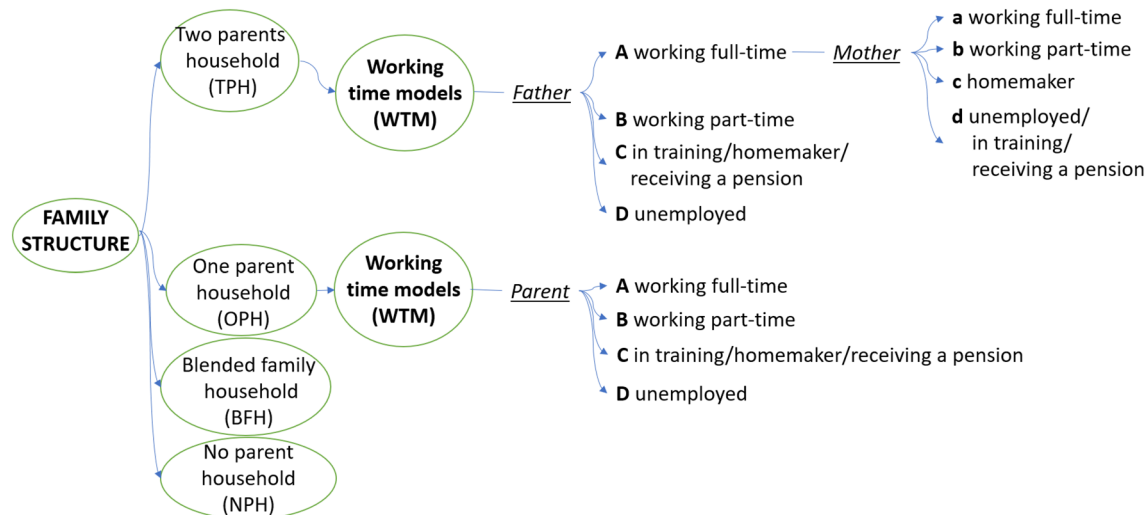 FAMILY
STRUCTURE
Two parents
household
(TPH)
Working
time models
(WTM)
Father
A working full-time
Mother
a working full-time
b working part-time
c homemaker
d unemployed/
in training/
receiving a pension
B working part-time
C in training/homemaker/
receiving a pension
D unemployed
One parent
household
(OPH)
Working
time models
(WTM)
Parent
A working full-time
B working part-time
C in training/homemaker/receiving a pension
D unemployed
Blended family
household
(BFH)
No parent
household
(NPH)